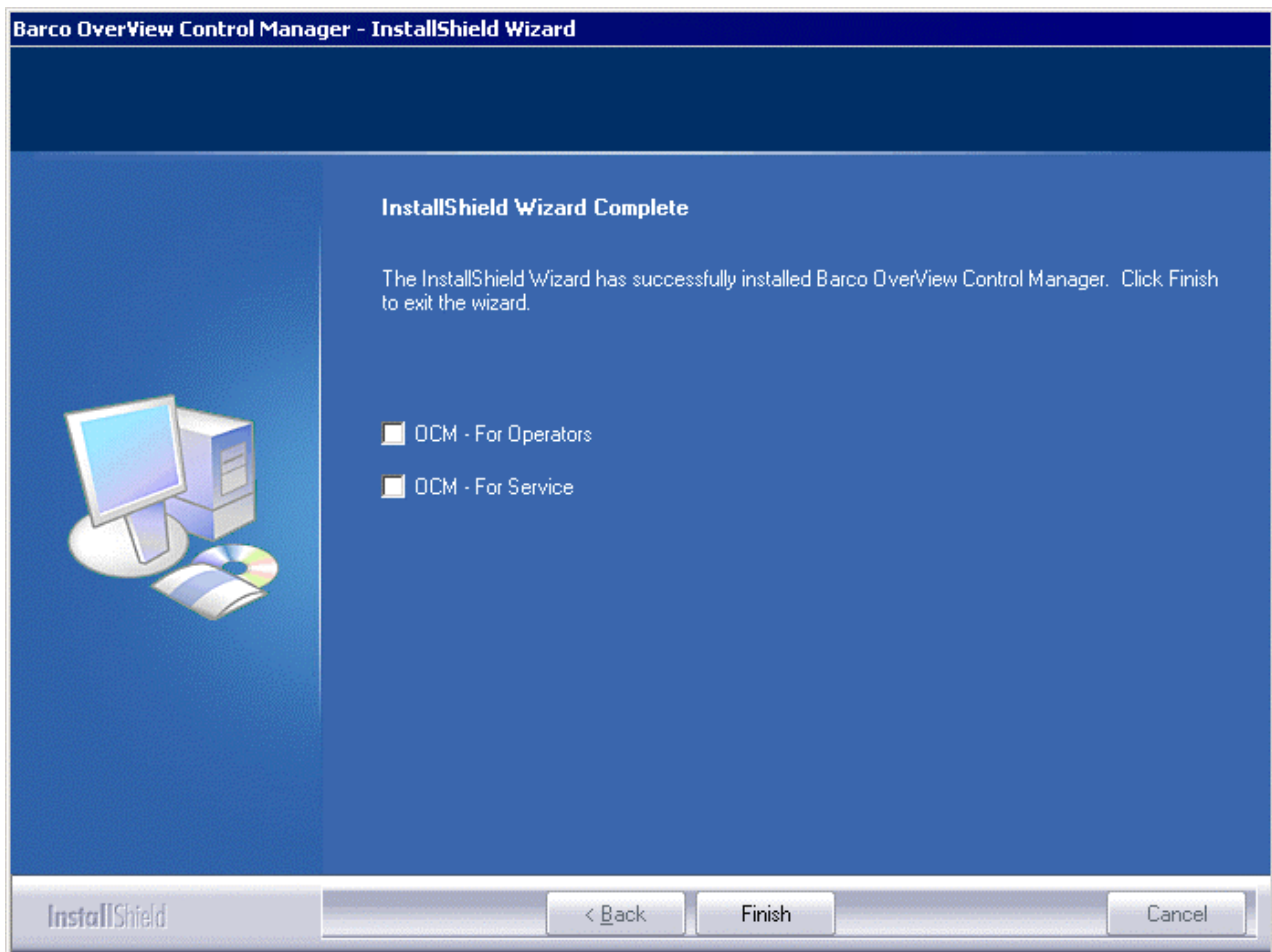 Barco OverView Control Manager - InstallShield Wizard
InstallShield Wizard Complete
The InstallShield Wizard has successfully installed Barco OverView Control Manager.  Click Finish
to exit the wizard.
OCM - For Operators
OCM - For Service
InstallShield
< Back
Finish
Cancel